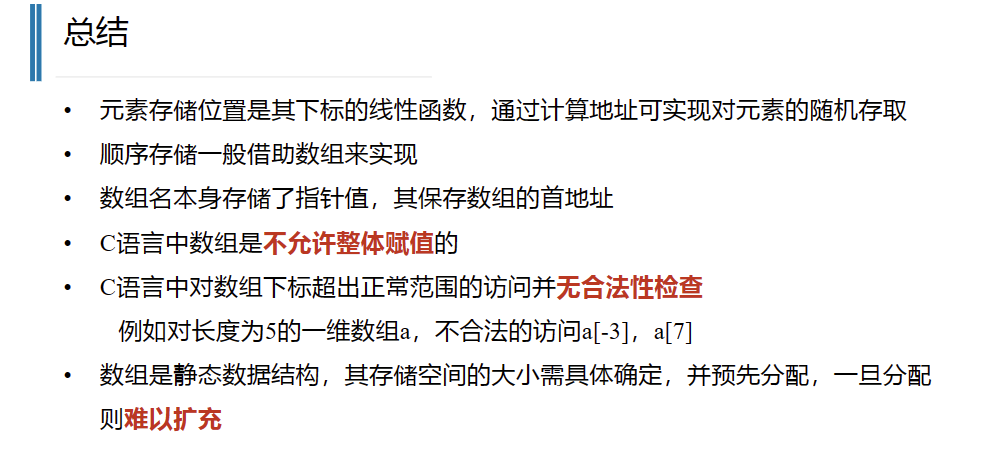 总结
• 元素存储位置是其下标的线性函数，通过计算地址可实现对元素的随机存取
• 顺序存储一般借助数组来实现
• 数组名本身存储了指针值，其保存数组的首地址
• C语言中数组是不允许整体赋值的
• C语言中对数组下标超出正常范围的访问并无合法性检查
例如对长度为5的一维数组a，不合法的访问a[-3]，a[7]
• 数组是静态数据结构，其存储空间的大小需具体确定，并预先分配，一旦分配
则难以扩充